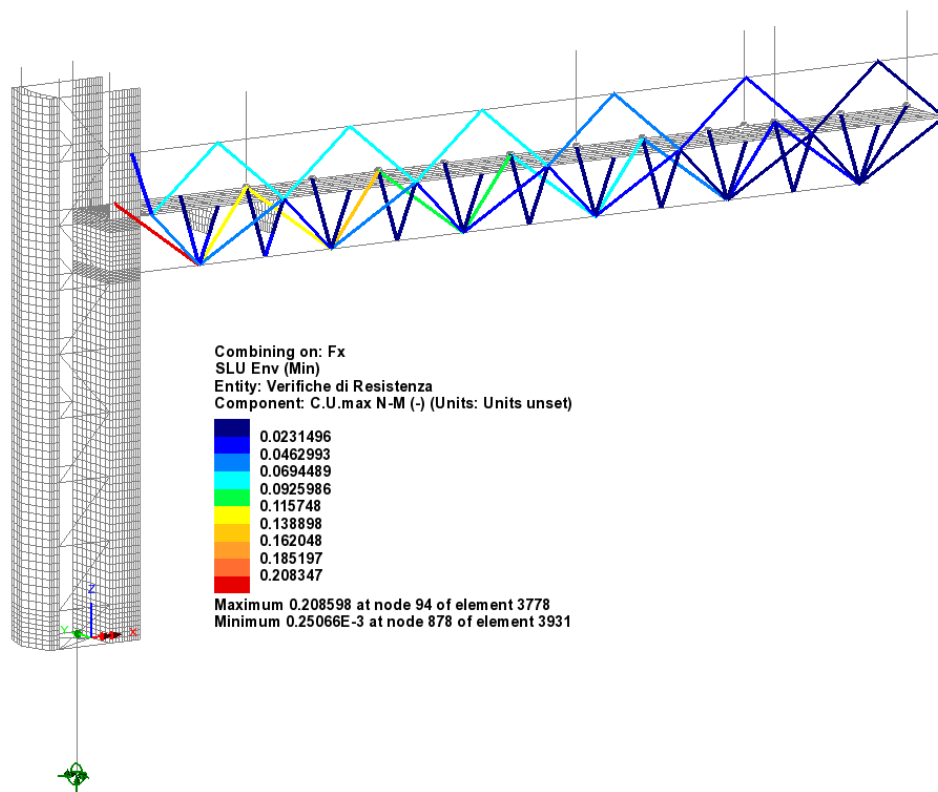 Combining on: Fx
SLU Env (Min)
Entity: Verifiche di Resistenza
Component: C.U.max N-M (-) (Units: Units unset)
0.0231496
0.0462993
0.0694489
0.0925986
0.115748
0.138898
0.162048
0.185197
0.208347
Maximum 0.208598 at node 94 of element 3778
Minimum 0.25066E-3 at node 878 of element 3931
Z
Y
X